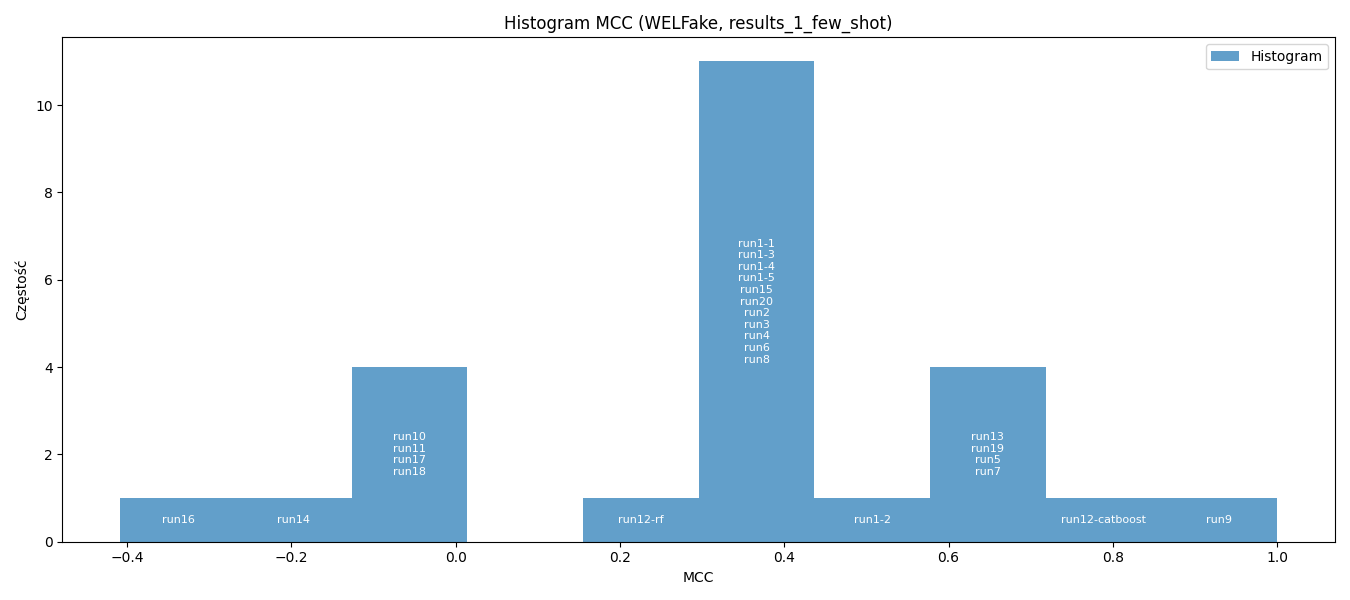 Histogram MCC (WELFake, results_1_few_shot)
Histogram
Częstość
10
8
6
4
2
0
run1-1
run1-3
run1-4
run1-5
run15
run20
run2
run3
run4
run6
run8
run10
run11
run17
run18
run13
run19
run5
run7
run16
run14
run12-rf
run1-2
run12-catboost
run9
−0.4
−0.2
0.0
0.2
0.4
0.6
0.8
1.0
MCC